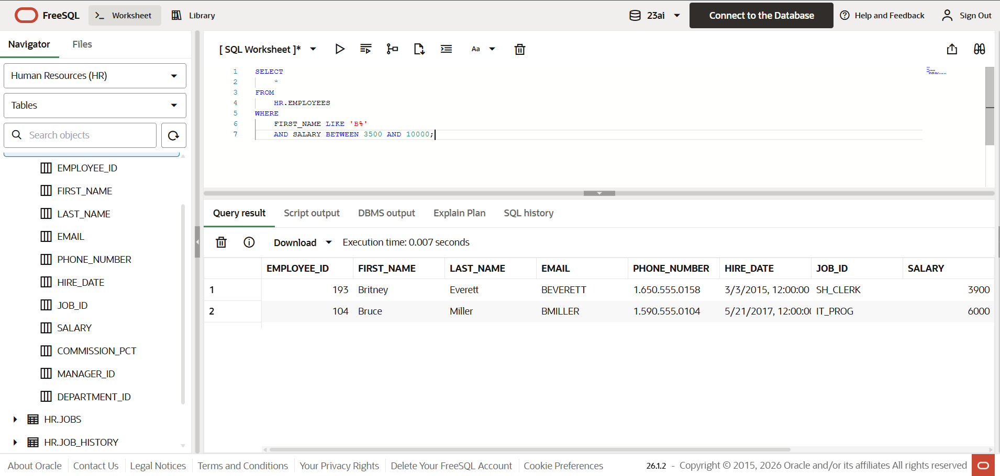 FreeSQL Worksheet Library 23ai Connect to the Database Help and Feedback Sign Out
Navigator Files
Human Resources (HR)
Tables
Search objects
EMPLOYEE_ID
FIRST_NAME
LAST_NAME
EMAIL
PHONE_NUMBER
HIRE_DATE
JOB_ID
SALARY
COMMISSION_PCT
MANAGER_ID
DEPARTMENT_ID
HR.JOBS
HR.JOB_HISTORY
[ SQL Worksheet ]* Aa
1 SELECT
2 *
3 FROM
4 HR.EMPLOYEES
5 WHERE
6 FIRST_NAME LIKE 'B%'
7 AND SALARY BETWEEN 3500 AND 10000;
Query result Script output DBMS output Explain Plan SQL history
Download Execution time: 0.007 seconds
EMPLOYEE_ID FIRST_NAME LAST_NAME EMAIL PHONE_NUMBER HIRE_DATE JOB_ID SALARY
1 193 Britney Everett BEVERETT 1.650.555.0158 3/3/2015, 12:00:00 SH_CLERK 3900
2 104 Bruce Miller BMILLER 1.590.555.0104 5/21/2017, 12:00:0 IT_PROG 6000
About Oracle Contact Us Legal Notices Terms and Conditions Your Privacy Rights Delete Your FreeSQL Account Cookie Preferences 26.1.2 - Copyright © 2015, 2026 Oracle and/or its affiliates All rights reserved